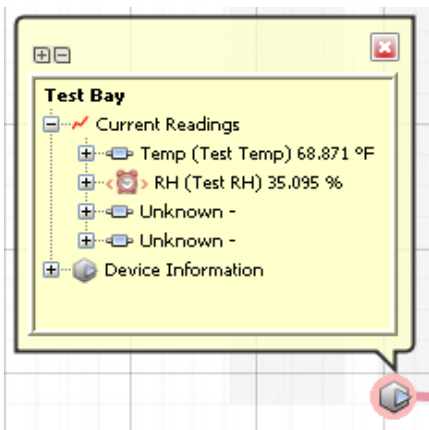 Test Bay
Current Readings
Temp (Test Temp) 68.871 °F
RH (Test RH) 35.095 %
Unknown -
Unknown -
Device Information